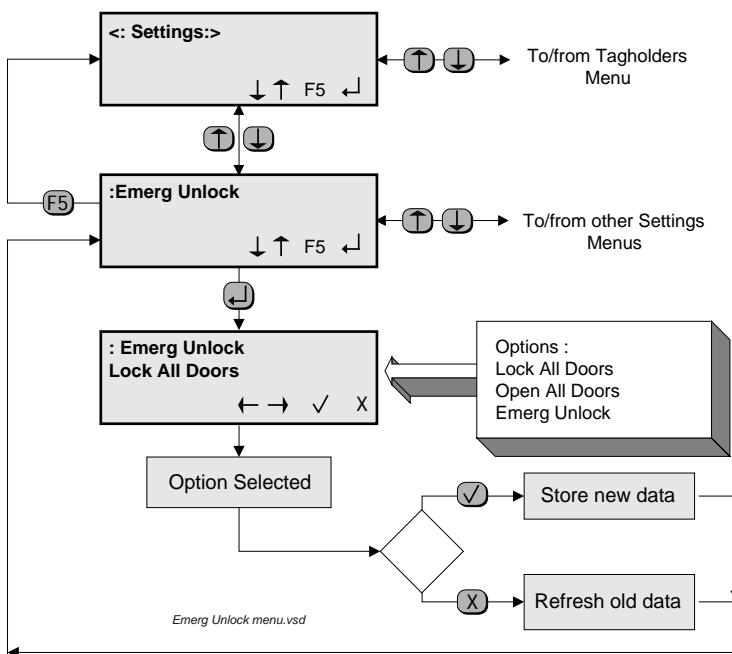 <: Settings:>
↓ ↑ F5 ↵
↑ ↓
To/from Tagholders
Menu
↑ ↓
F5
:Emerg Unlock
↓ ↑ F5 ↵
↑ ↓
To/from other Settings
Menus
↵
: Emerg Unlock
Lock All Doors
← → √ X
Options :
Lock All Doors
Open All Doors
Emerg Unlock
Option Selected
√
Store new data
X
Refresh old data
Emerg Unlock menu.vsd